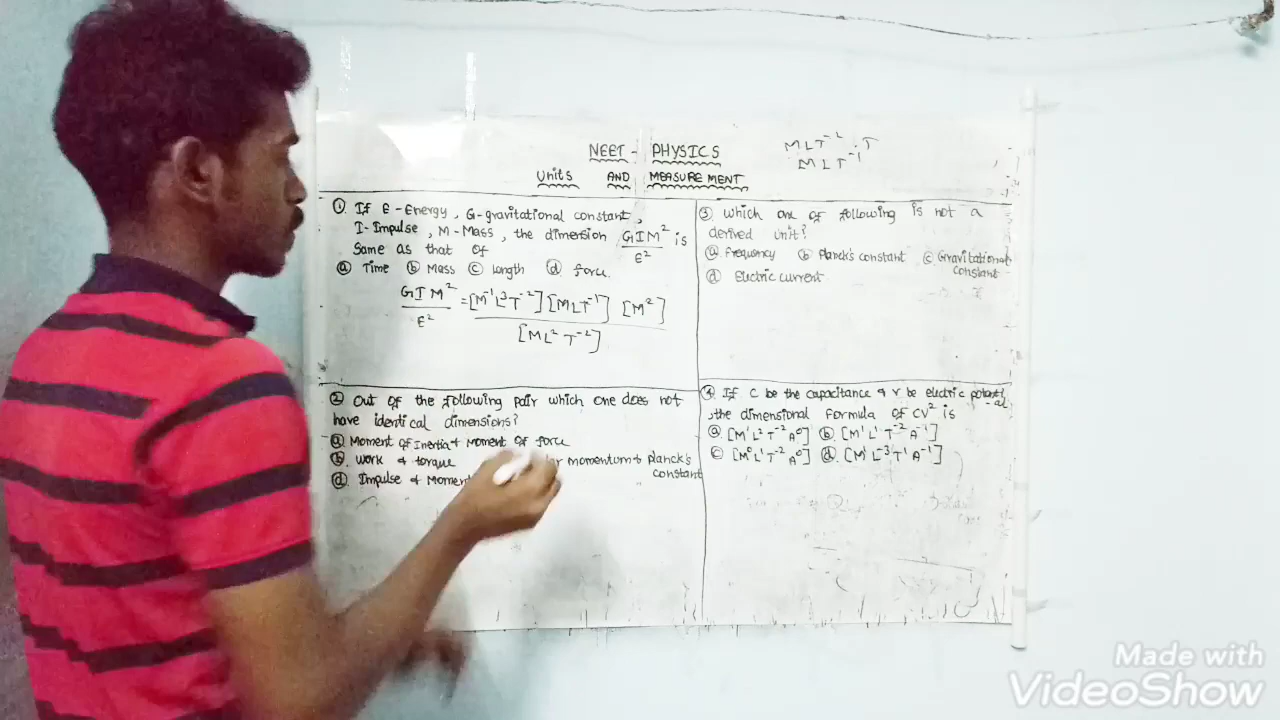 NEET - PHYSICS
Units AND MEASUREMENT
MLT⁻² · T
MLT⁻¹
① If E-Energy, G-gravitational constant,
I-Impulse, M-Mass, the dimension GIM²/E² is
Same as that of
ⓐ Time ⓑ Mass ⓒ length ⓓ force
GIM²/E² = [M⁻¹L³T⁻²] [MLT⁻¹] [M²] / [ML²T⁻²]
② Out of the following pair which one does not
have identical dimensions?
ⓐ Moment of Inertia & Moment of force
ⓑ Work & torque momentum & Planck's
constant
ⓓ Impulse &
③ Which one of following is not a
derived unit?
ⓐ frequency ⓑ Planck's constant ⓒ Gravitational
constant
ⓓ Electric current
④ If C be the capacitance & V be electric potenti
-al
, the dimensional formula of CV² is
ⓐ [M¹L²T⁻²A⁰] ⓑ [M¹L¹T⁻²A⁻¹]
ⓒ [M⁰L¹T⁻²A⁰] ⓓ [M¹L⁻³T¹A⁻¹]
Made with
VideoShow